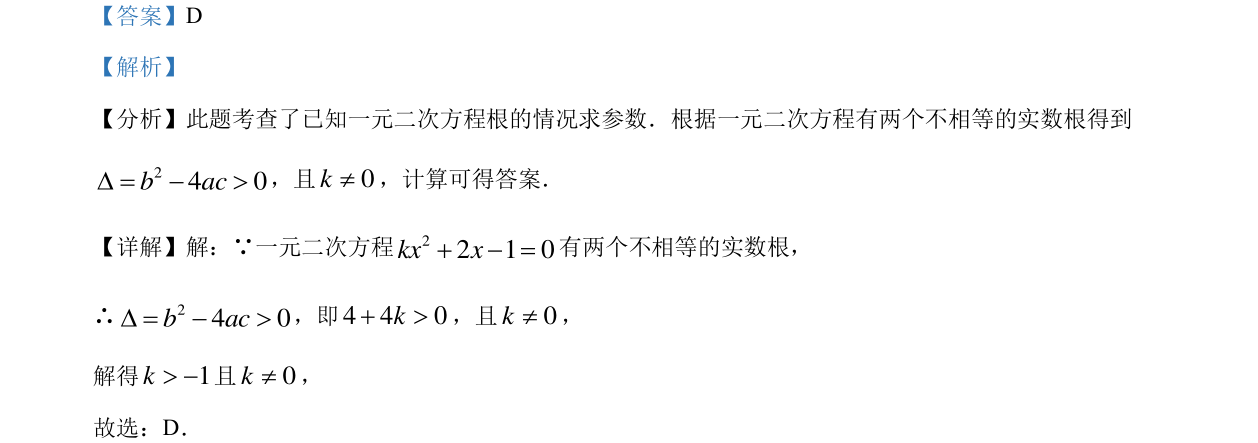 【答案】D
【解析】
【分析】此题考查了已知一元二次方程根的情况求参数．根据一元二次方程有两个不相等的实数根得到
Δ = b² − 4ac > 0，且 k ≠ 0，计算可得答案．
【详解】解：∵一元二次方程 kx² + 2x − 1 = 0 有两个不相等的实数根，
∴ Δ = b² − 4ac > 0，即 4 + 4k > 0，且 k ≠ 0，
解得 k > −1 且 k ≠ 0，
故选：D．